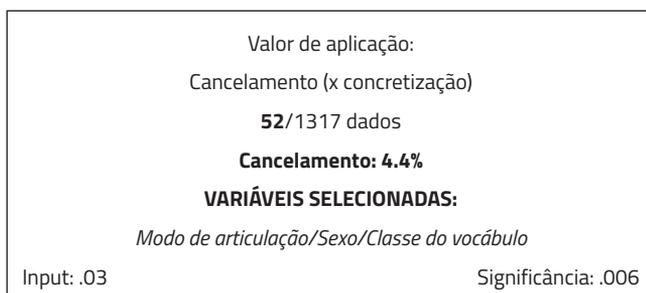 Valor de aplicação:
Cancelamento (x concretização)
52/1317 dados
Cancelamento: 4.4%
VARIÁVEIS SELECIONADAS:
Modo de articulação/Sexo/Classe do vocábulo
Input: .03 Significância: .006